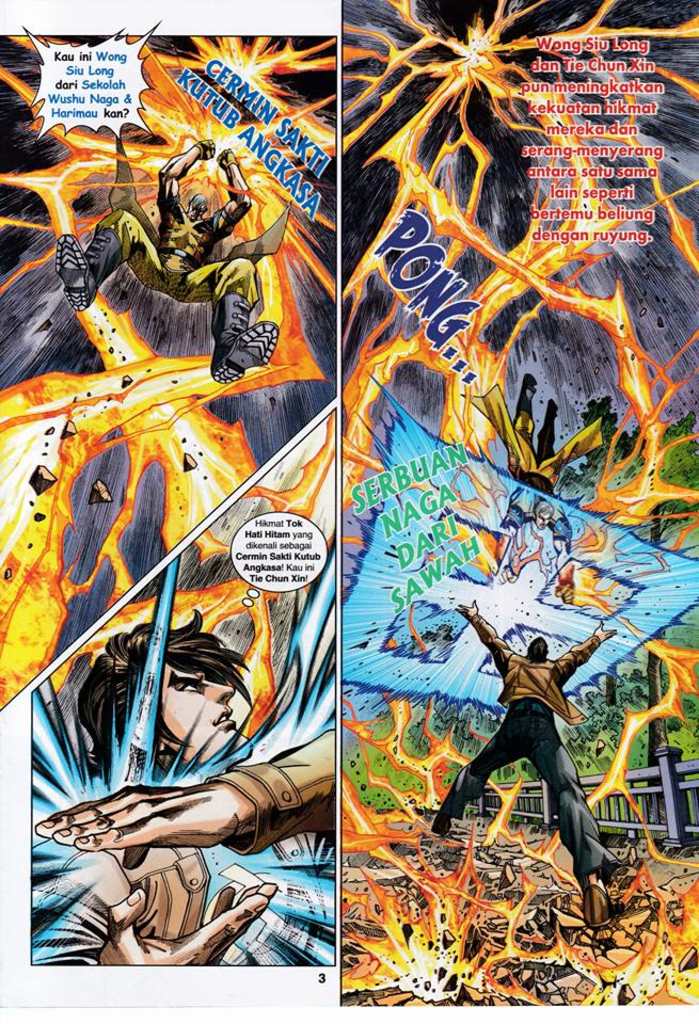 Kau ini Wong
Siu Long
dari Sekolah
Wushu Naga &
Harimau kan?
CERMIN SAKTI
KUTUB ANGKASA
Hikmat Tok
Hati Hitam yang
dikenali sebagai
Cermin Sakti Kutub
Angkasa! Kau ini
Tie Chun Xin!
3
Wong Siu Long
dan Tie Chun Xin
pun meningkatkan
kekuatan hikmat
mereka dan
serang-menyerang
antara satu sama
lain seperti
bertemu beliung
dengan ruyung.
PONG...
SERBUAN
NAGA
DARI
SAWAH